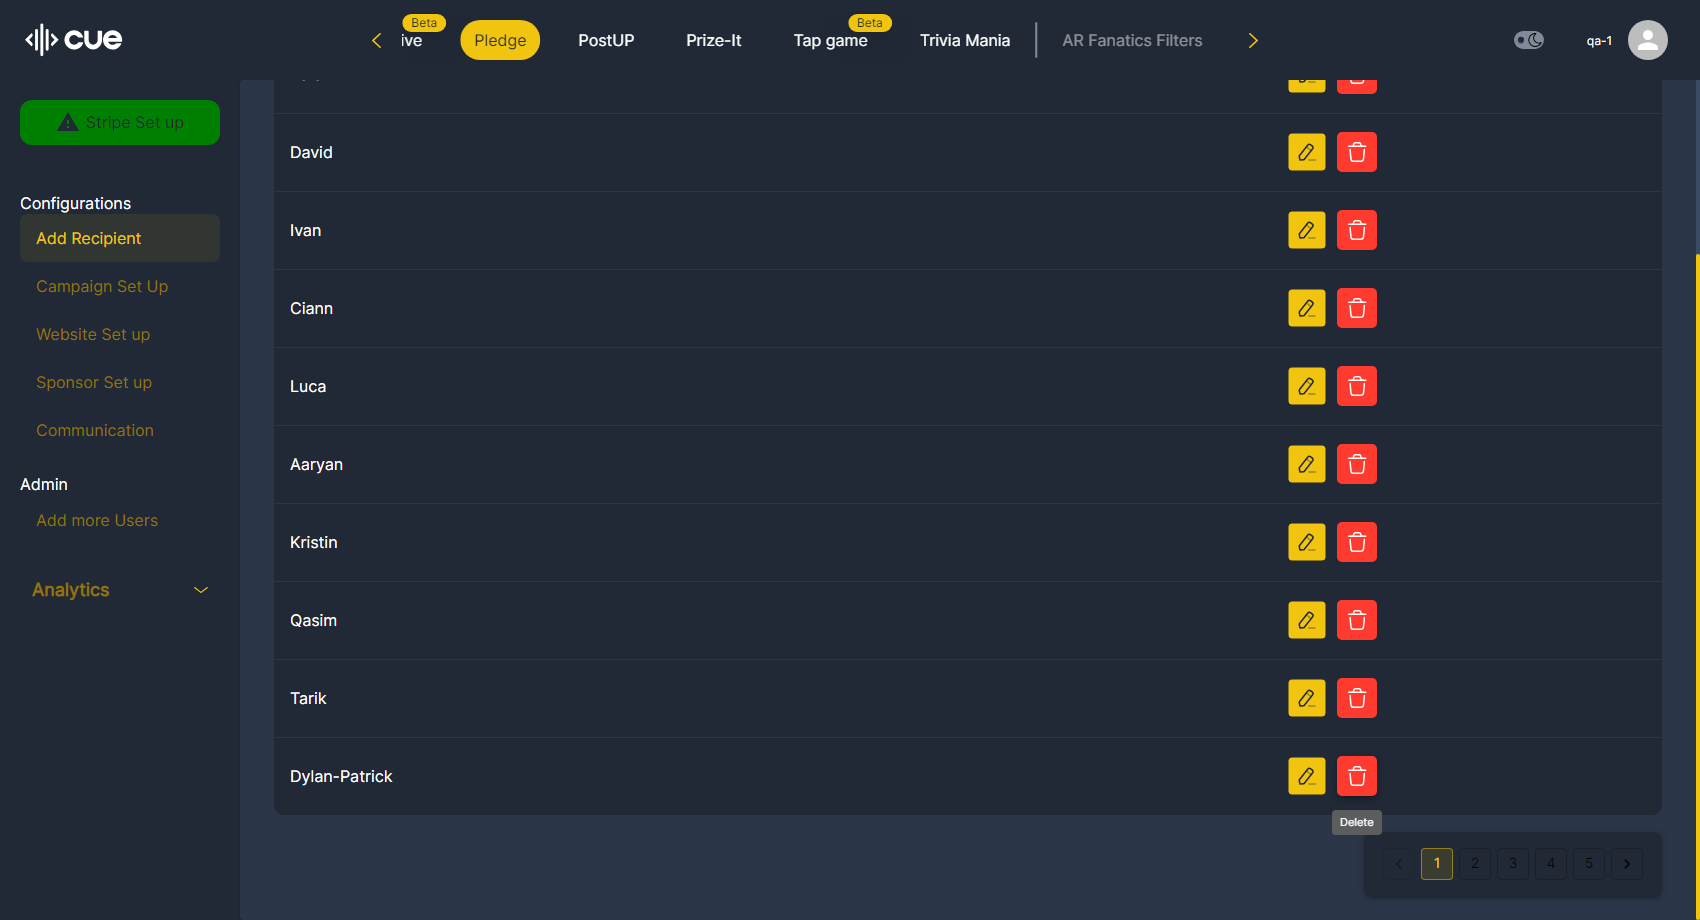 cue
Beta
ive
Pledge
PostUP
Prize-It
Beta
Tap game
Trivia Mania
AR Fanatics Filters
qa-1
Stripe Set up
Configurations
Add Recipient
Campaign Set Up
Website Set up
Sponsor Set up
Communication
Admin
Add more Users
Analytics
David
Ivan
Ciann
Luca
Aaryan
Kristin
Qasim
Tarik
Dylan-Patrick
Delete
1 2 3 4 5